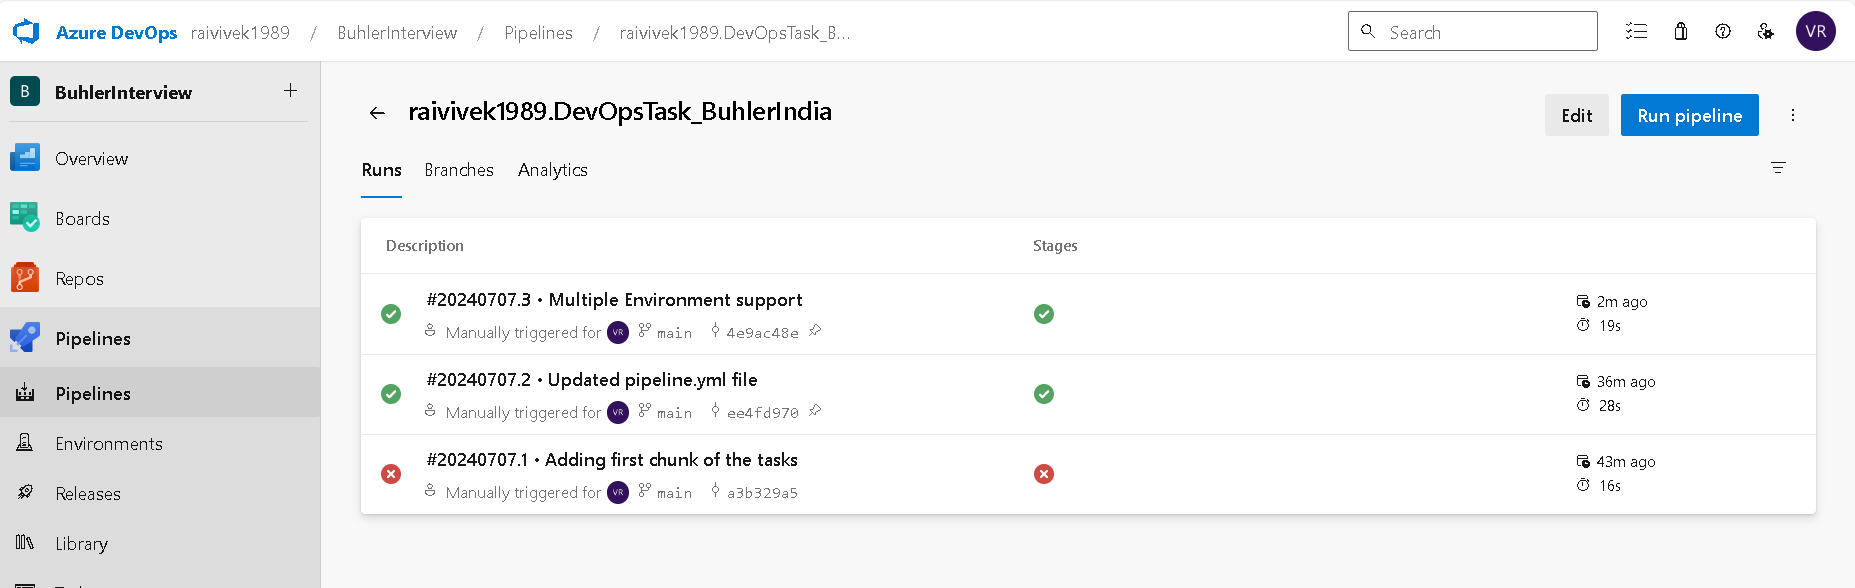 Azure DevOps raivivek1989 / BuhlerInterview / Pipelines / raivivek1989.DevOpsTask_B... Search VR
B BuhlerInterview +
Overview
Boards
Repos
Pipelines
Pipelines
Environments
Releases
Library
raivivek1989.DevOpsTask_BuhlerIndia
Edit Run pipeline
Runs Branches Analytics
Description Stages
#20240707.3 • Multiple Environment support 2m ago
Manually triggered for VR main 4e9ac48e 19s
#20240707.2 • Updated pipeline.yml file 36m ago
Manually triggered for VR main ee4fd970 28s
#20240707.1 • Adding first chunk of the tasks 43m ago
Manually triggered for VR main a3b329a5 16s